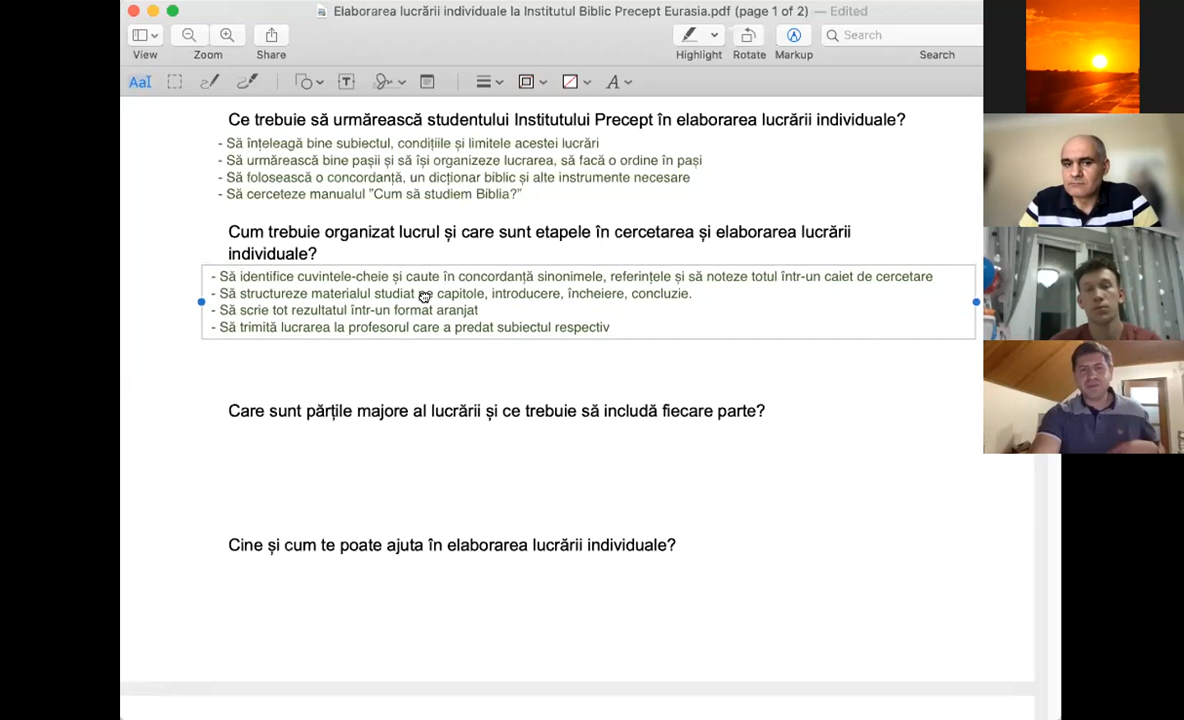 Elaborarea lucrării individuale la Institutul Biblic Precept Eurasia.pdf (page 1 of 2) — Edited
View
Zoom
Share
Highlight
Rotate
Markup
Search
Search
AaI
T
A
Ce trebuie să urmărească studentului Institutului Precept în elaborarea lucrării individuale?
- Să înțeleagă bine subiectul, condițiile și limitele acestei lucrări
- Să urmărească bine pașii și să își organizeze lucrarea, să facă o ordine în pași
- Să folosească o concordanță, un dicționar biblic și alte instrumente necesare
- Să cerceteze manualul ”Cum să studiem Biblia?”
Cum trebuie organizat lucrul și care sunt etapele în cercetarea și elaborarea lucrării
individuale?
- Să identifice cuvintele-cheie și caute în concordanță sinonimele, referințele și să noteze totul într-un caiet de cercetare
- Să structureze materialul studiat capitole, introducere, încheiere, concluzie.
- Să scrie tot rezultatul într-un format aranjat
- Să trimită lucrarea la profesorul care a predat subiectul respectiv
Care sunt părțile majore al lucrării și ce trebuie să includă fiecare parte?
Cine și cum te poate ajuta în elaborarea lucrării individuale?